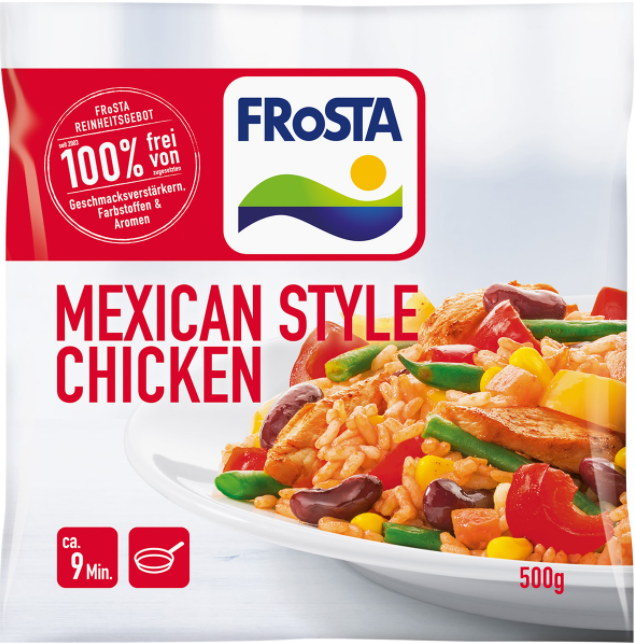 FRoSTA
REINHEITSGEBOT
seit 2003
100% frei
von
zugesetzten
Geschmacksverstärkern,
Farbstoffen &
Aromen
FRoSTA
MEXICAN STYLE
CHICKEN
ca.
9 Min.
500g